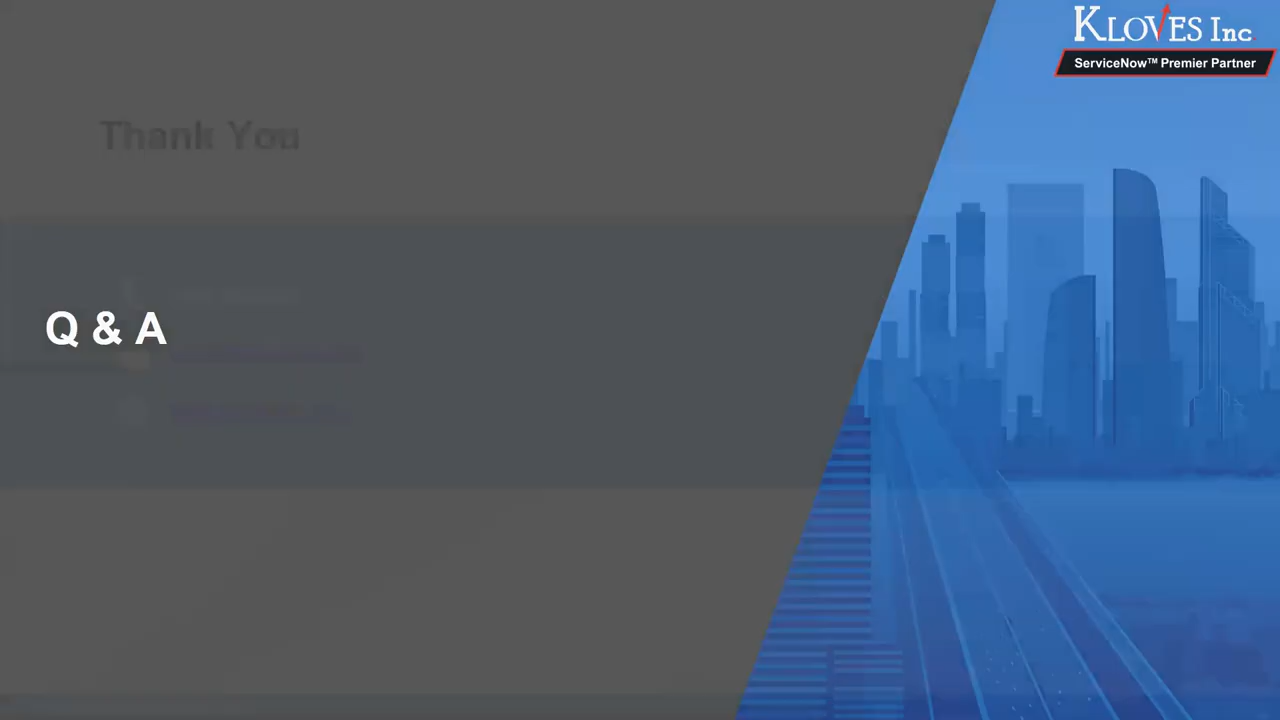 KLOVES Inc
ServiceNow™ Premier Partner
Thank You
Q & A